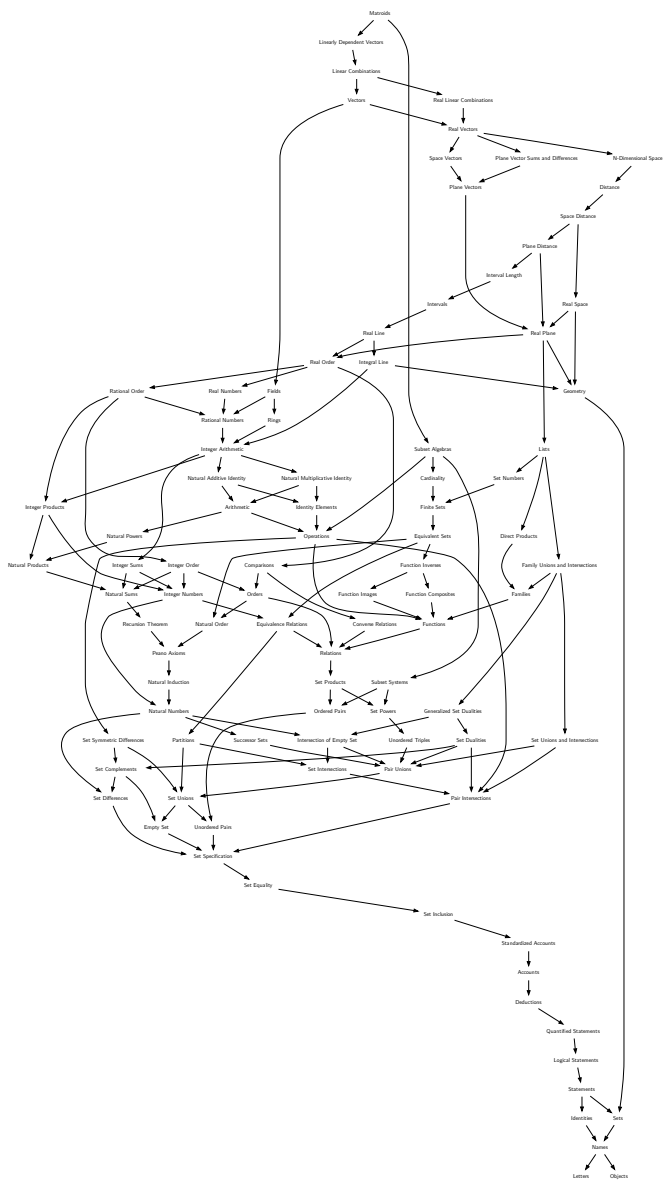 Matroids
Linearly Dependent Vectors
Linear Combinations
Vectors
Real Linear Combinations
Real Vectors
Space Vectors
Plane Vector Sums and Differences
N-Dimensional Space
Plane Vectors
Distance
Space Distance
Plane Distance
Interval Length
Intervals
Real Space
Real Line
Real Plane
Real Order
Integral Line
Rational Order
Real Numbers
Fields
Geometry
Rational Numbers
Rings
Integer Arithmetic
Subset Algebras
Lists
Natural Additive Identity
Natural Multiplicative Identity
Cardinality
Set Numbers
Integer Products
Arithmetic
Identity Elements
Finite Sets
Natural Powers
Operations
Equivalent Sets
Direct Products
Natural Products
Integer Sums
Integer Order
Comparisons
Function Inverses
Family Unions and Intersections
Natural Sums
Integer Numbers
Orders
Function Images
Function Composites
Families
Recursion Theorem
Natural Order
Equivalence Relations
Converse Relations
Functions
Peano Axioms
Relations
Natural Induction
Set Products
Subset Systems
Natural Numbers
Ordered Pairs
Set Powers
Generalized Set Dualities
Set Symmetric Differences
Partitions
Successor Sets
Intersection of Empty Set
Unordered Triples
Set Dualities
Set Unions and Intersections
Set Complements
Set Intersections
Pair Unions
Set Differences
Set Unions
Pair Intersections
Empty Set
Unordered Pairs
Set Specification
Set Equality
Set Inclusion
Standardized Accounts
Accounts
Deductions
Quantified Statements
Logical Statements
Statements
Identities
Sets
Names
Letters
Objects